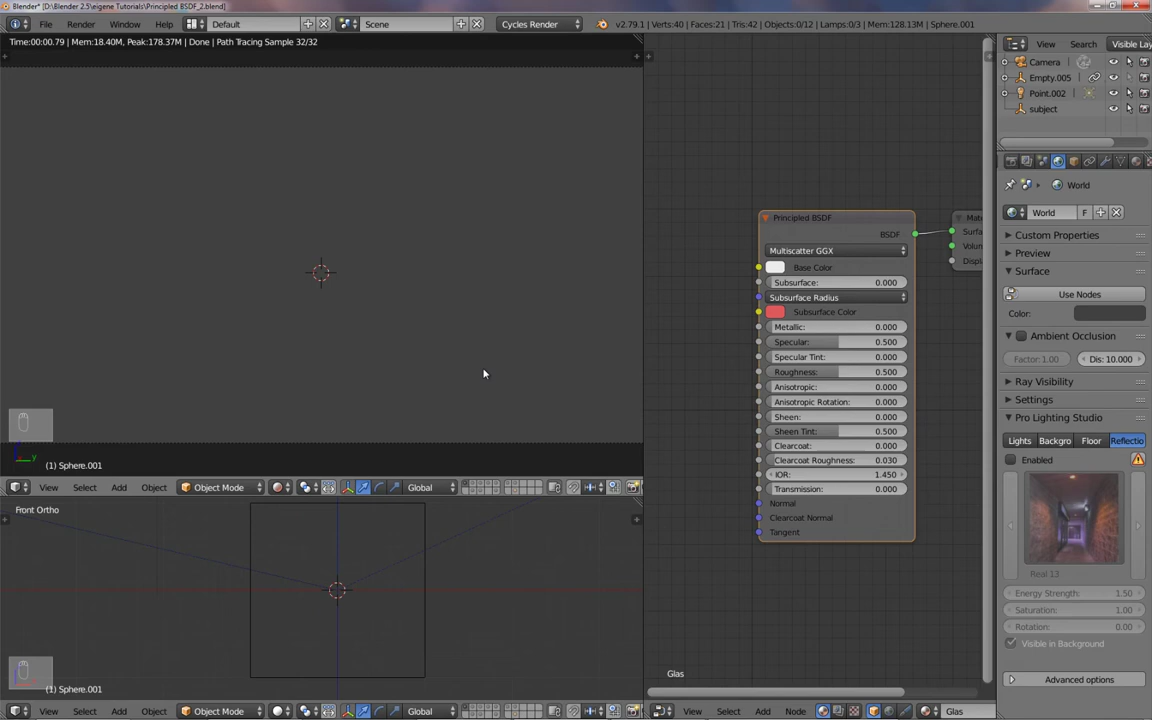 Blender* [D:\Blender 2.5\eigene Tutorials\Principled BSDF_2.blend]
File Render Window Help Default Scene Cycles Render v2.79.1 | Verts:40 | Faces:21 | Tris:42 | Objects:0/12 | Lamps:0/3 | Mem:128.13M | Sphere.001
Time:00:00.79 | Mem:18.40M, Peak:178.37M | Done | Path Tracing Sample 32/32
View Search Visible Lay
Camera
Empty.005
Point.002
subject
World
World F
Custom Properties
Preview
Surface
Use Nodes
Color:
Ambient Occlusion
Factor: 1.00 Dis: 10.000
Ray Visibility
Settings
Pro Lighting Studio
Lights Backgro Floor Reflectio
Enabled
Real 13
Energy Strength: 1.50
Saturation: 1.00
Rotation: 0.00
Visible in Background
Advanced options
Principled BSDF
BSDF
Multiscatter GGX
Base Color
Subsurface: 0.000
Subsurface Radius
Subsurface Color
Metallic: 0.000
Specular: 0.500
Specular Tint: 0.000
Roughness: 0.500
Anisotropic: 0.000
Anisotropic Rotation: 0.000
Sheen: 0.000
Sheen Tint: 0.500
Clearcoat: 0.000
Clearcoat Roughness: 0.030
IOR: 1.450
Transmission: 0.000
Normal
Clearcoat Normal
Tangent
Mate
Surfa
Volun
Displ
Glas
View Select Add Node Glas
y
(1) Sphere.001
View Select Add Object Object Mode Global
Front Ortho
(1) Sphere.001
View Select Add Object Object Mode Global